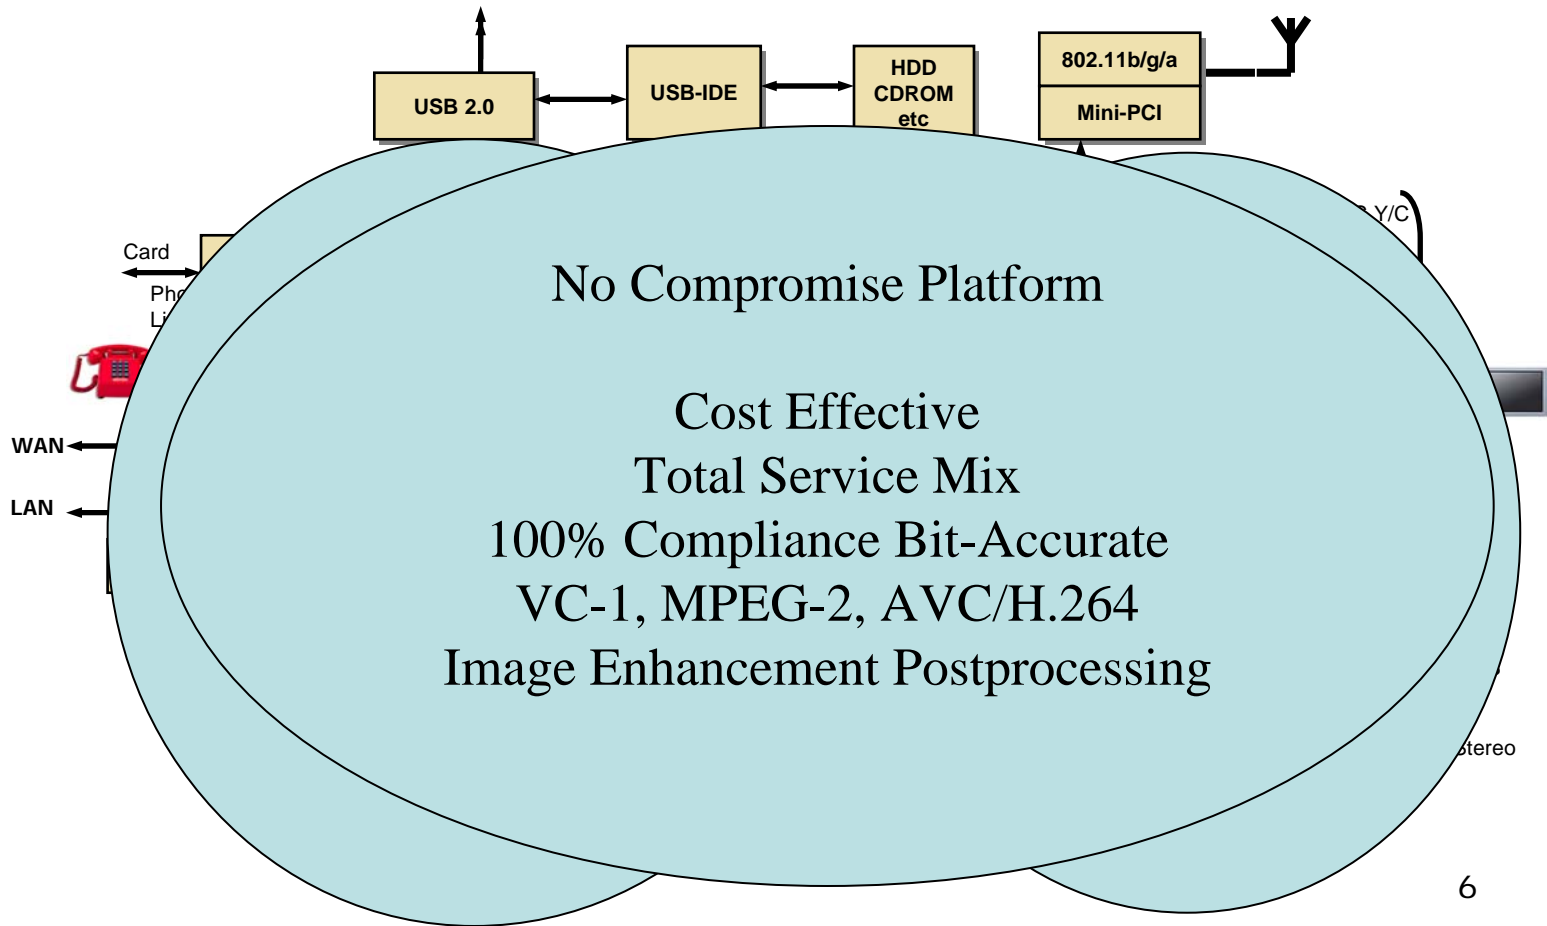 USB 2.0
USB-IDE
HDD
CDROM
etc
802.11b/g/a
Mini-PCI
Y/C
Card
No Compromise Platform
Cost Effective
WAN
Total Service Mix
LAN
100% Compliance Bit-Accurate
VC-1, MPEG-2, AVC/H.264
Image Enhancement Postprocessing
Stereo
6